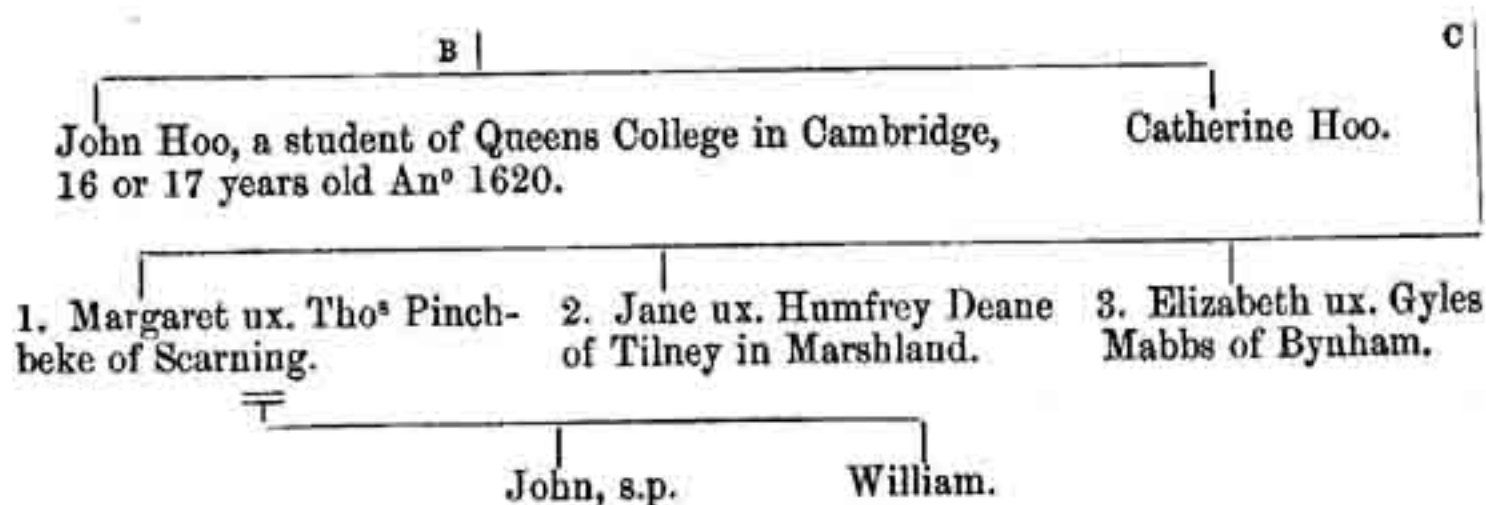 B C
John Hoo, a student of Queens College in Cambridge, Catherine Hoo.
16 or 17 years old Anº 1620.
1. Margaret ux. Thoˢ Pinch- 2. Jane ux. Humfrey Deane 3. Elizabeth ux. Gyles
beke of Scarning. of Tilney in Marshland. Mabbs of Bynham.
John, s.p. William.